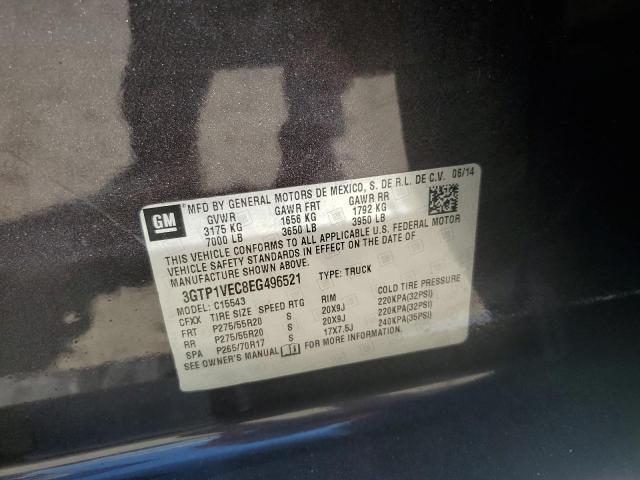 GM
MFD BY GENERAL MOTORS DE MEXICO, S. DE R.L. DE C.V. 06/14
GVWR GAWR FRT GAWR RR
3175 KG 1656 KG 1792 KG
7000 LB 3650 LB 3950 LB
THIS VEHICLE CONFORMS TO ALL APPLICABLE U.S. FEDERAL MOTOR
VEHICLE SAFETY STANDARDS IN EFFECT ON THE DATE OF
MANUFACTURE SHOWN ABOVE.
3GTP1VEC8EG496521 TYPE: TRUCK
MODEL: C15543
CFXX TIRE SIZE SPEED RTG RIM COLD TIRE PRESSURE
FRT P275/55R20 S 20X9J 220KPA(32PSI)
RR P275/55R20 S 20X9J 220KPA(32PSI)
SPA P265/70R17 S 17X7.5J 240KPA(35PSI)
SEE OWNER'S MANUAL FOR MORE INFORMATION.